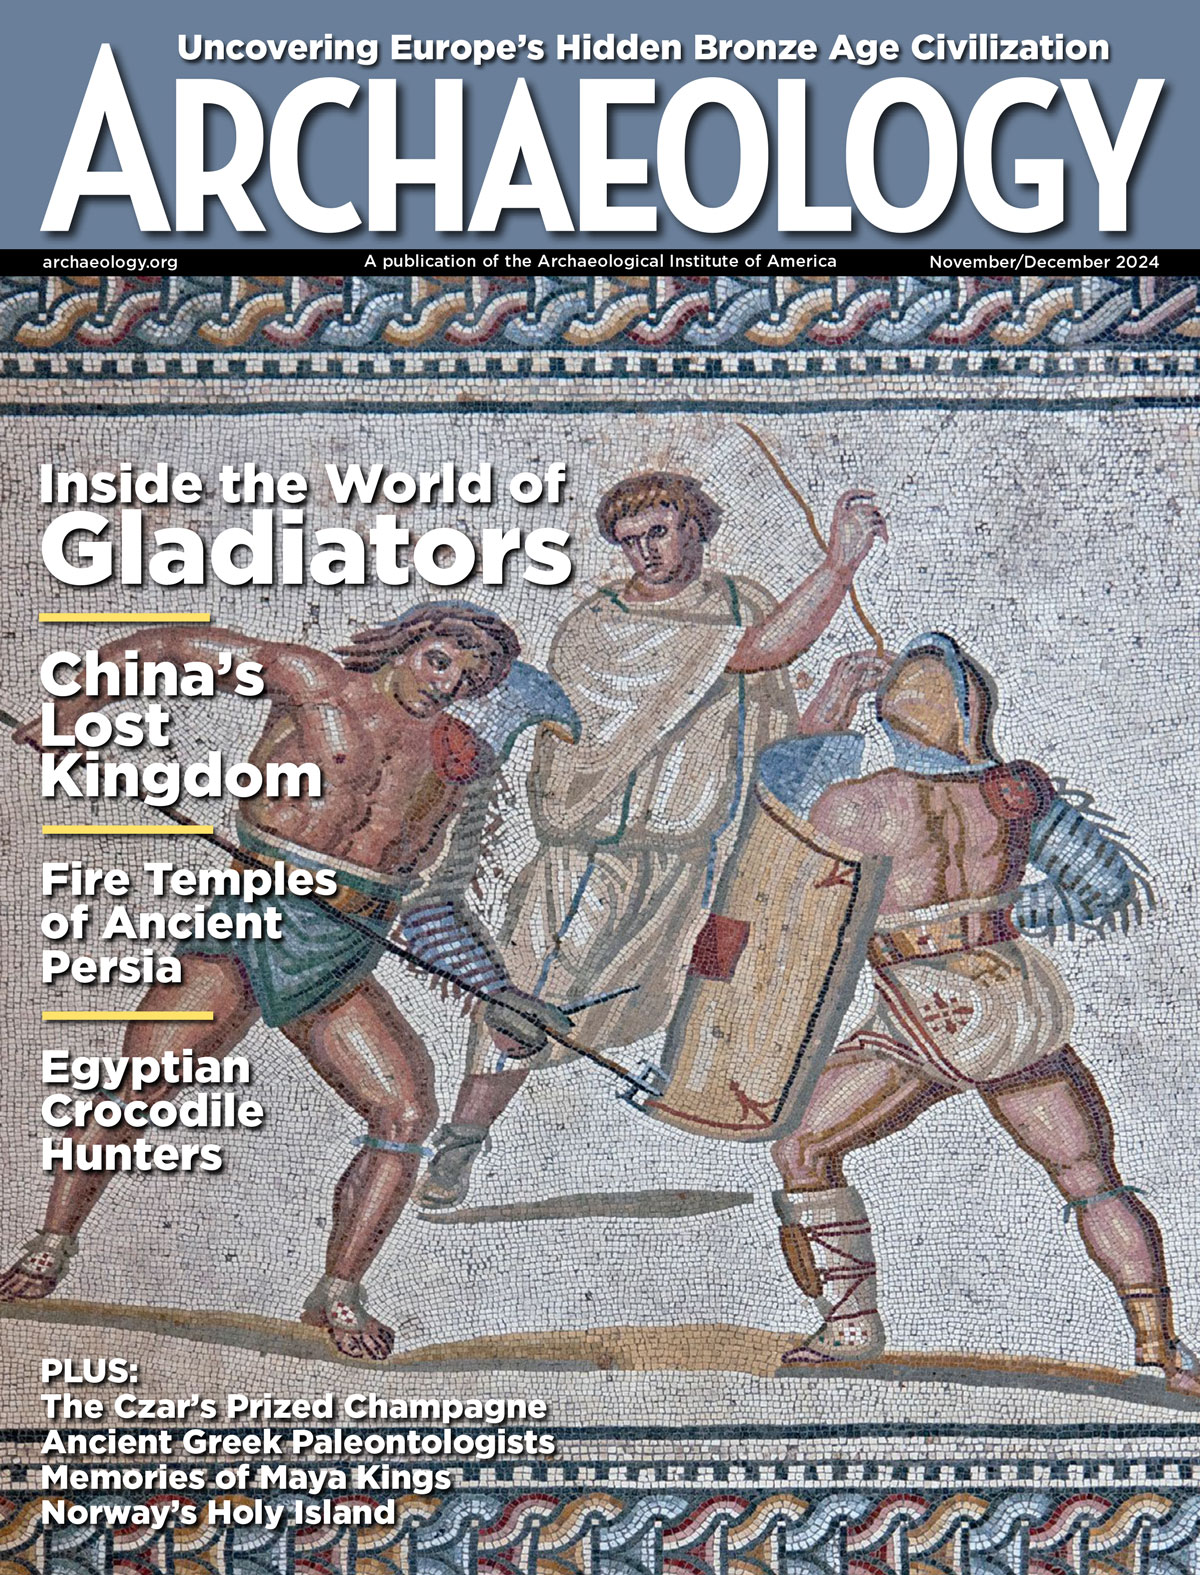 Uncovering Europe's Hidden Bronze Age Civilization
ARCHAEOLOGY
archaeology.org
A publication of the Archaeological Institute of America
November/December 2024
Inside the World of
Gladiators
China's
Lost
Kingdom
Fire Temples
of Ancient
Persia
Egyptian
Crocodile
Hunters
PLUS:
The Czar's Prized Champagne
Ancient Greek Paleontologists
Memories of Maya Kings
Norway's Holy Island